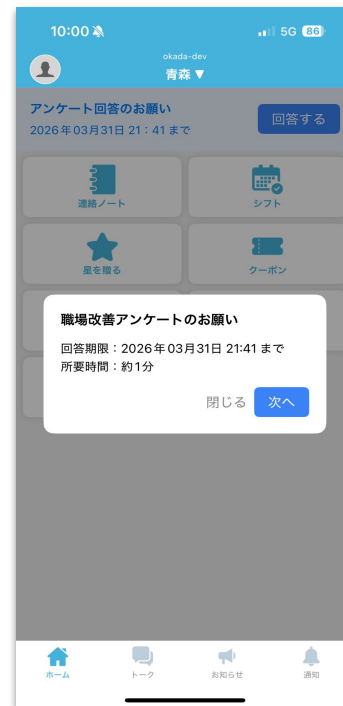 10:00
5G 86
okada-dev
青森 ▼
アンケート回答のお願い
2026年03月31日 21:41 まで
回答する
連絡ノート
シフト
星を贈る
クーポン
職場改善アンケートのお願い
回答期限：2026年03月31日 21:41 まで
所要時間：約1分
閉じる
次へ
ホーム
トーク
お知らせ
通知